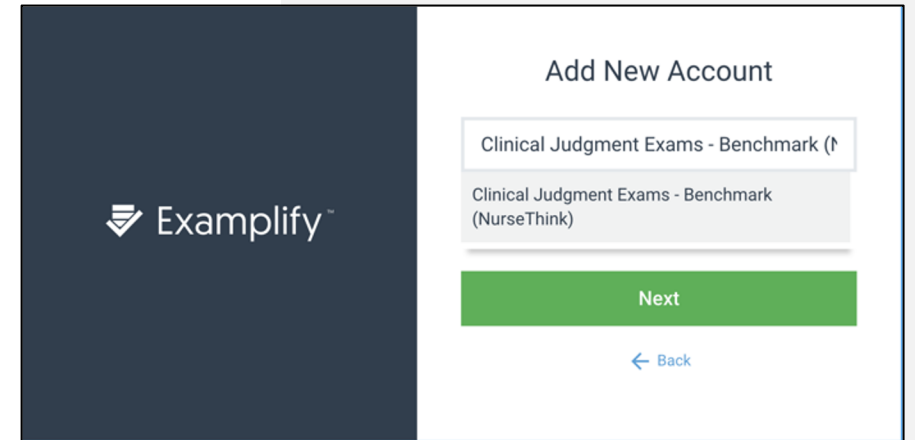 Add New Account
Clinical Judgment Exams - Benchmark (N
Clinical Judgment Exams - Benchmark
(NurseThink)
Examplify™
Next
← Back